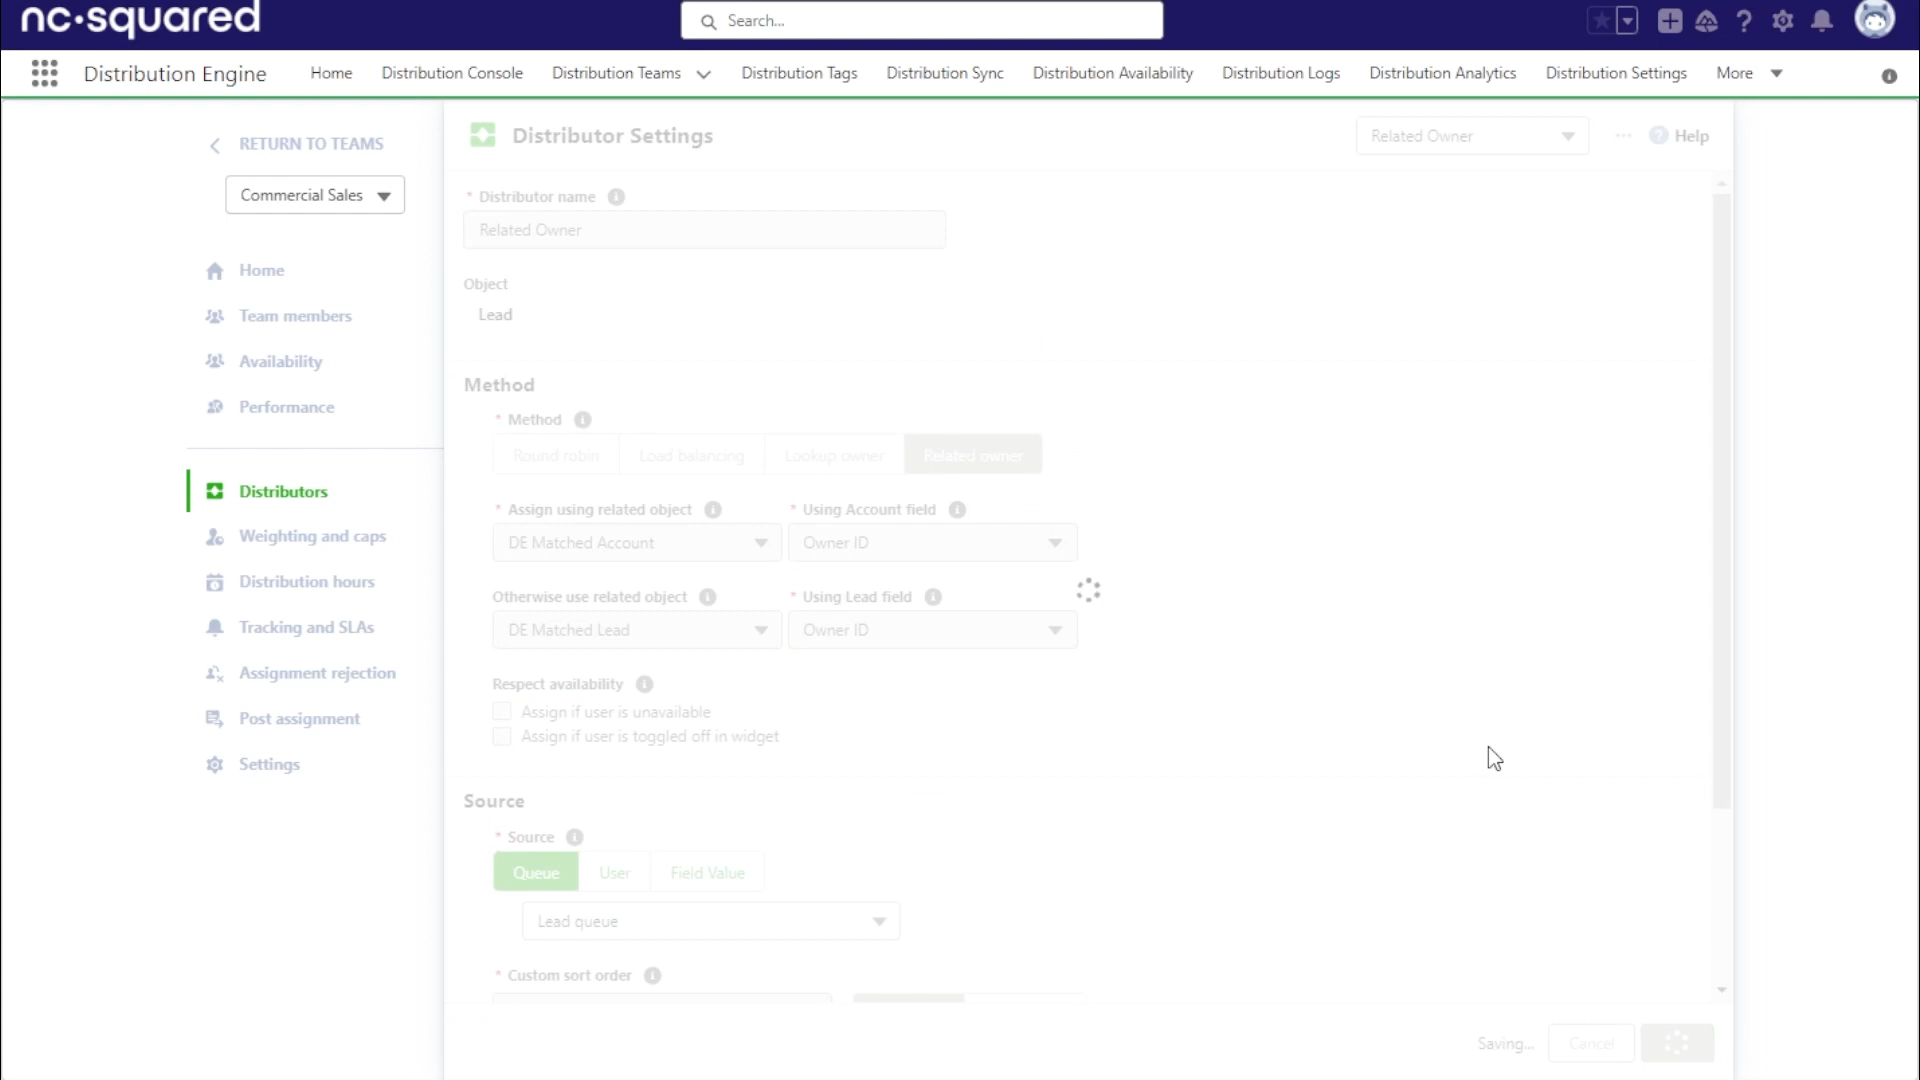 nc•squared
Search...
Distribution Engine
Home
Distribution Console
Distribution Teams
Distribution Tags
Distribution Sync
Distribution Availability
Distribution Logs
Distribution Analytics
Distribution Settings
More
RETURN TO TEAMS
Commercial Sales
Home
Team members
Availability
Performance
Distributors
Weighting and caps
Distribution hours
Tracking and SLAs
Assignment rejection
Post assignment
Settings
Distributor Settings
Related Owner
Help
* Distributor name
Related Owner
Object
Lead
Method
* Method
Round robin
Load balancing
Lookup owner
Related owner
* Assign using related object
* Using Account field
DE Matched Account
Owner ID
Otherwise use related object
* Using Lead field
DE Matched Lead
Owner ID
Respect availability
Assign if user is unavailable
Assign if user is toggled off in widget
Source
* Source
Queue
User
Field Value
Lead queue
* Custom sort order
Saving...
Cancel